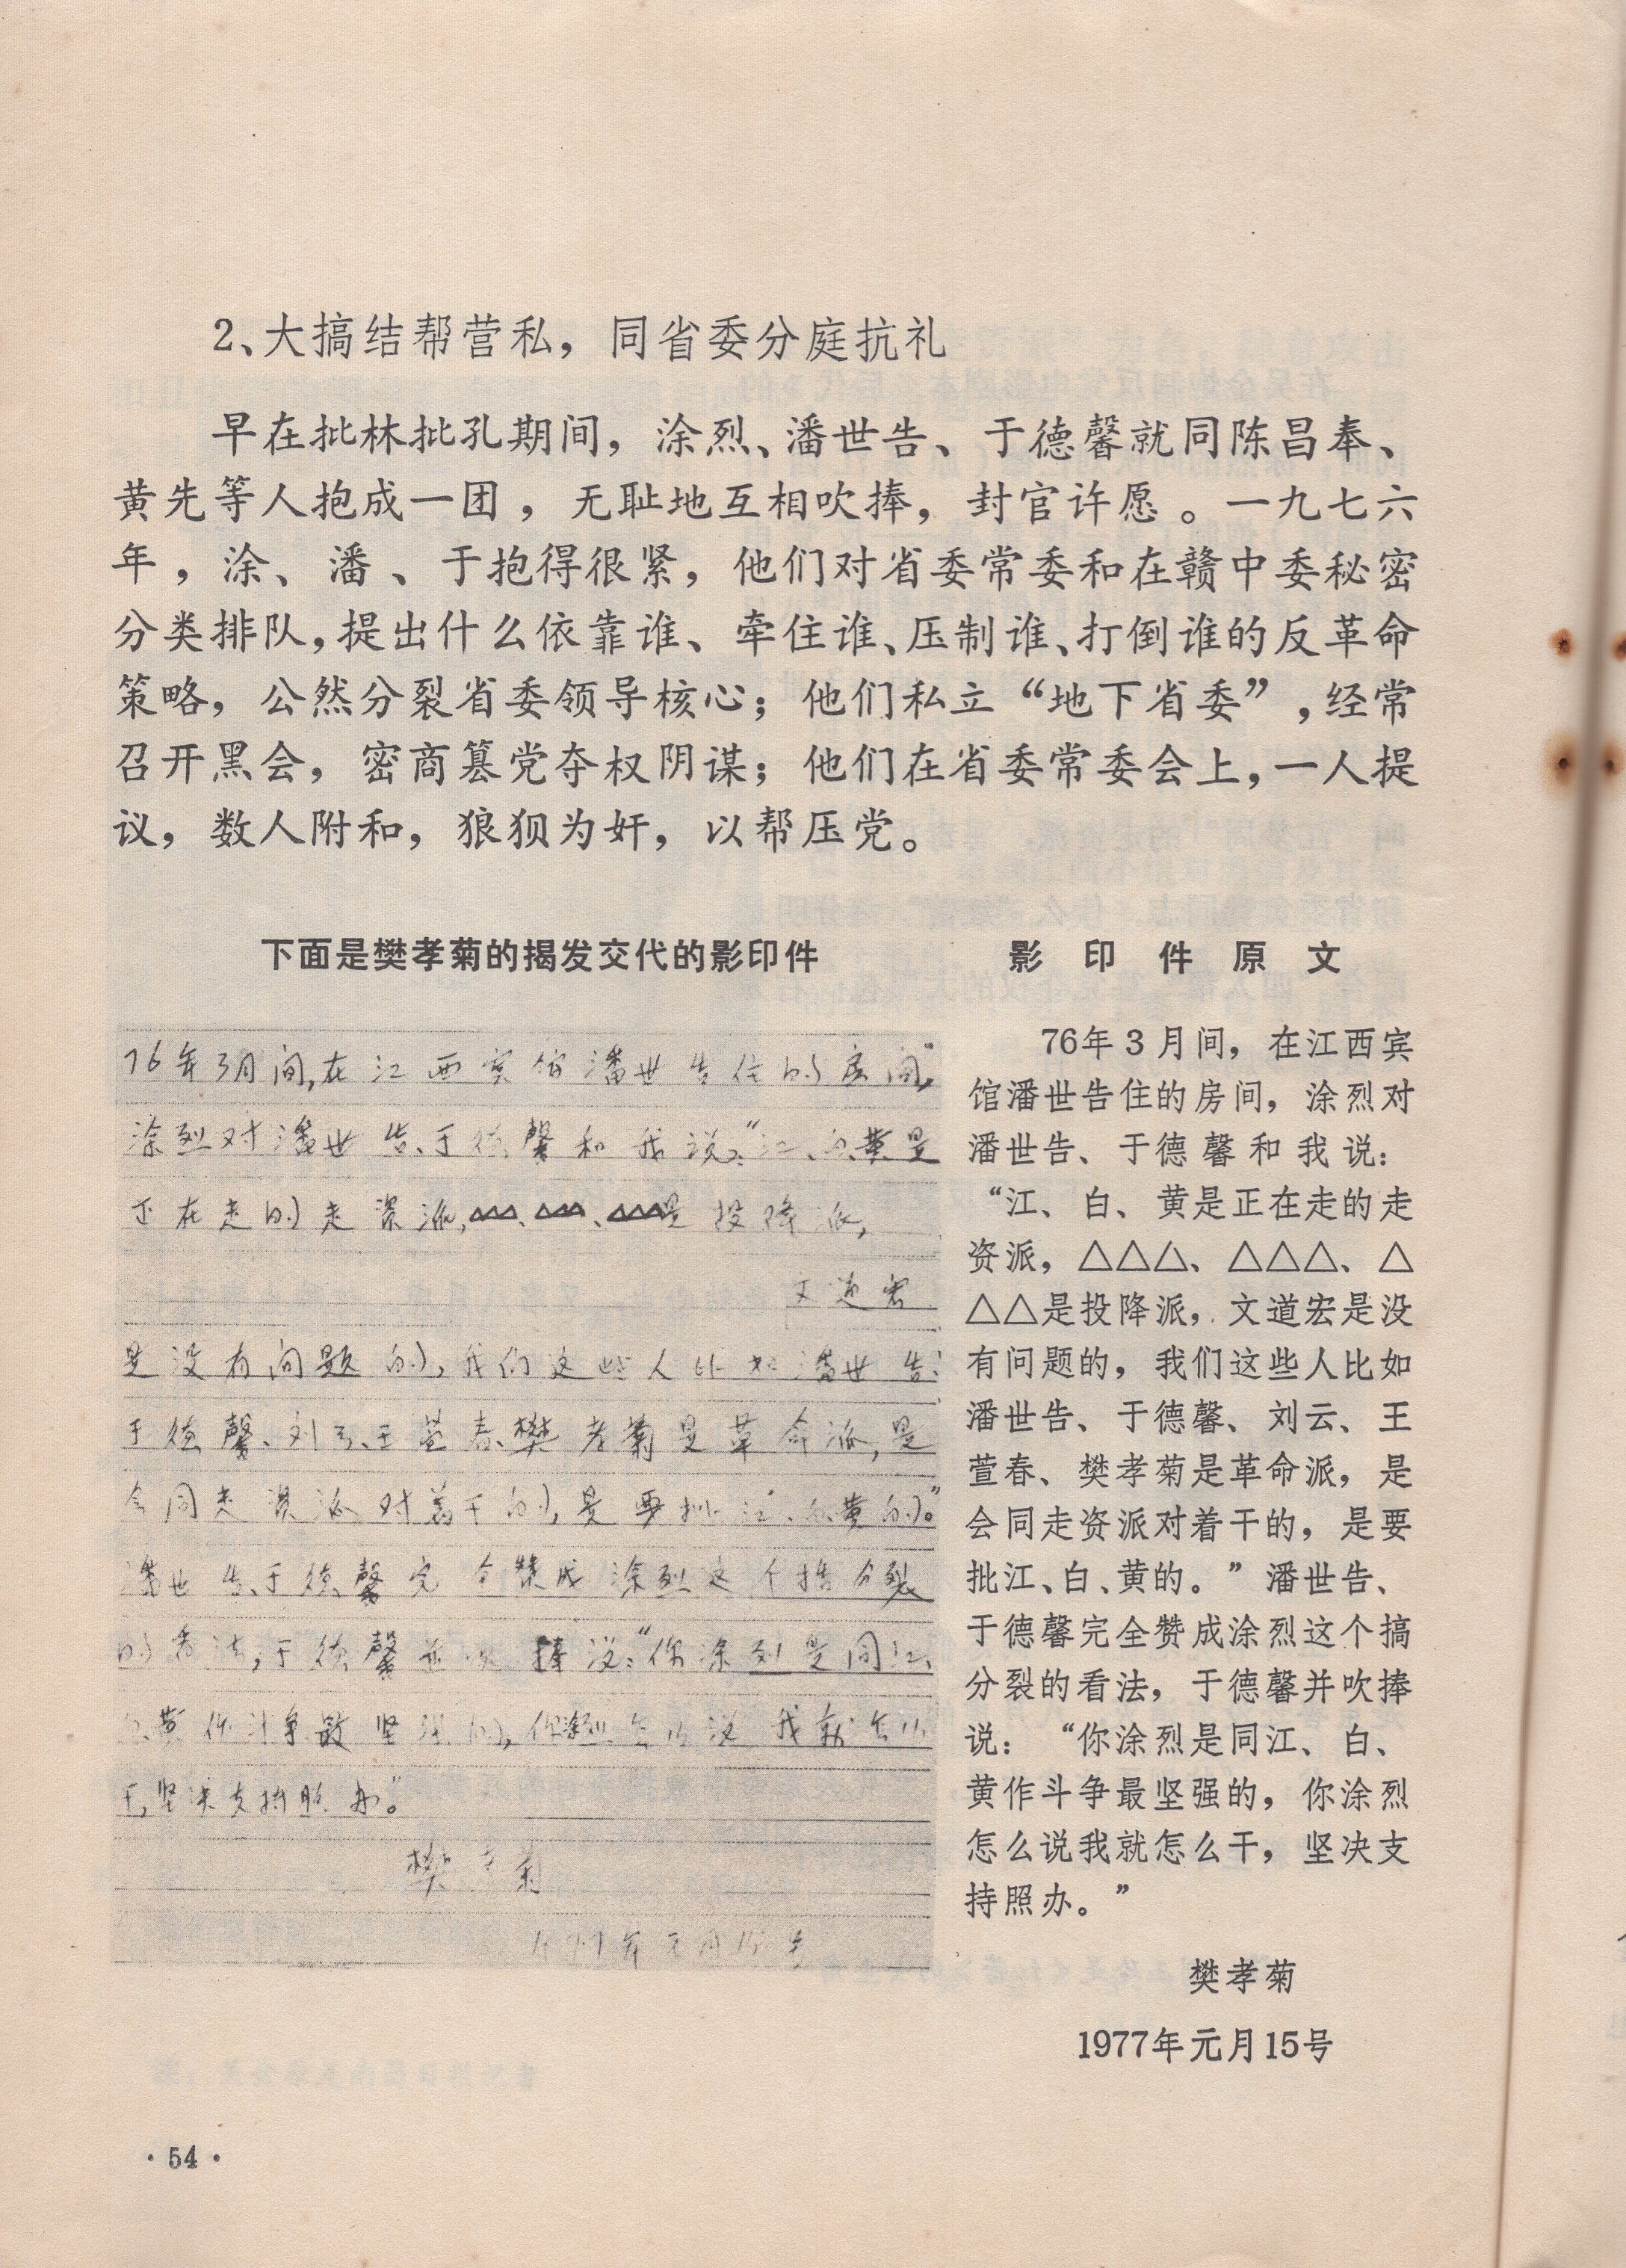 2、大搞结帮营私，同省委分庭抗礼
早在批林批孔期间，涂烈、潘世告、于德馨就同陈昌奉、
黄先等人抱成一团，无耻地互相吹捧，封官许愿。一九七六
年，涂、潘、于抱得很紧，他们对省委常委和在赣中委秘密
分类排队，提出什么依靠谁、牵住谁、压制谁、打倒谁的反革命
策略，公然分裂省委领导核心；他们私立“地下省委”，经常
召开黑会，密商篡党夺权阴谋；他们在省委常委会上，一人提
议，数人附和，狼狈为奸，以帮压党。
下面是樊孝菊的揭发交代的影印件
76年3月间，在江西宾馆潘世告住的房间，
涂烈对潘世告、于德馨和我说：“江、白、黄是
正在走的走资派，△△△、△△△、△△△是投降派，
文道宏
是没有问题的，我们这些人比如潘世告、
于德馨、刘云、王萱春、樊孝菊是革命派，是
会同走资派对着干的，是要批江、白、黄的。”
潘世告、于德馨完全赞成涂烈这个搞分裂
的看法，于德馨并吹捧说：“你涂烈是同江、
白、黄作斗争最坚强的，你涂烈怎么说我就怎么
干，坚决支持照办。”
樊孝菊
1977年元月15号
影印件原文
76年3月间，在江西宾
馆潘世告住的房间，涂烈对
潘世告、于德馨和我说：
“江、白、黄是正在走的走
资派，△△△、△△△、△
△△是投降派，文道宏是没
有问题的，我们这些人比如
潘世告、于德馨、刘云、王
萱春、樊孝菊是革命派，是
会同走资派对着干的，是要
批江、白、黄的。”潘世告、
于德馨完全赞成涂烈这个搞
分裂的看法，于德馨并吹捧
说：“你涂烈是同江、白、
黄作斗争最坚强的，你涂烈
怎么说我就怎么干，坚决支
持照办。”
樊孝菊
1977年元月15号
·54·